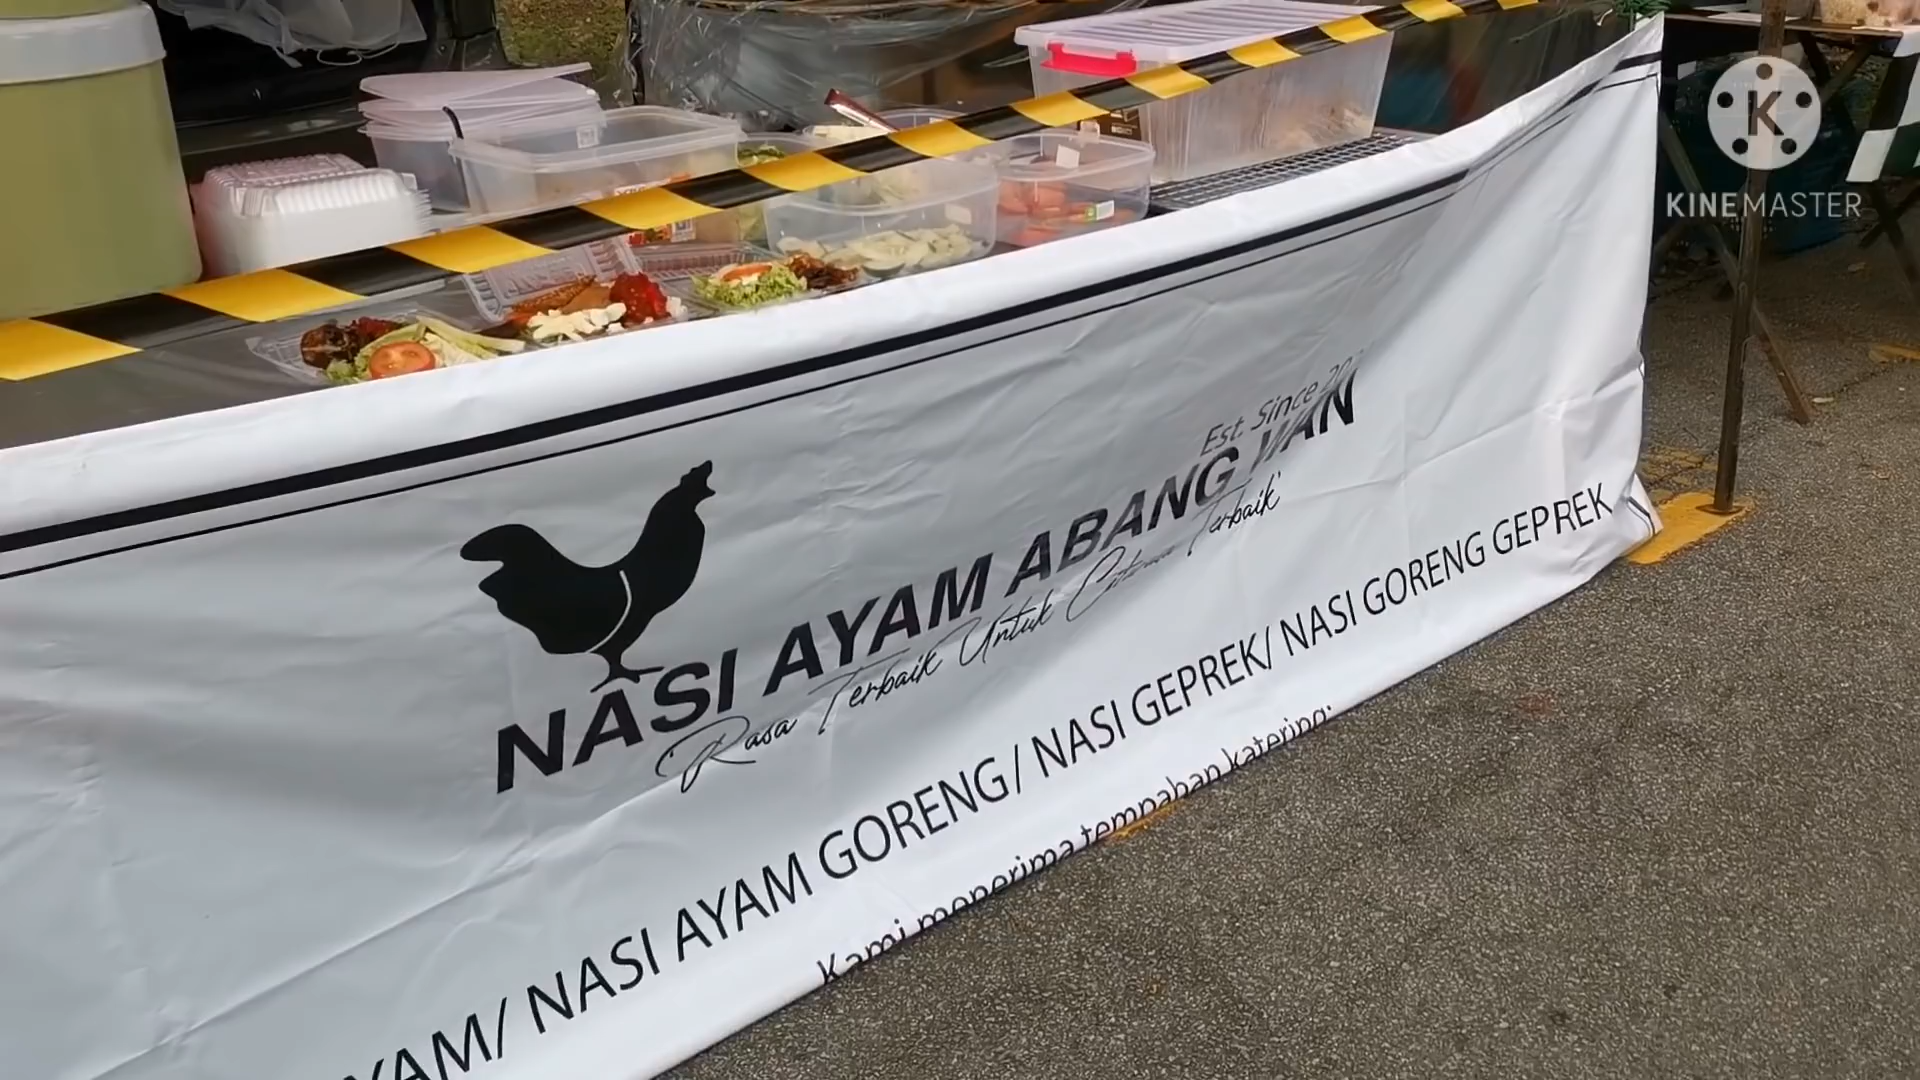 K
KINEMASTER
Est. Since
NASI AYAM ABANG WAN
'Rasa Terbaik Untuk Citarasa Terbaik'
YAM/ NASI AYAM GORENG/ NASI GEPREK/ NASI GORENG GEPREK
Kami menerima tempahan katering: